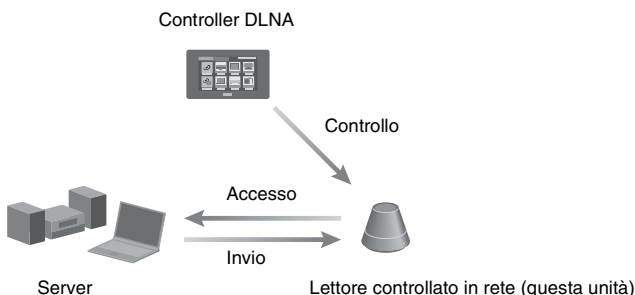 Controller DLNA
Controllo
Accesso
Invio
Server
Lettore controllato in rete (questa unità)